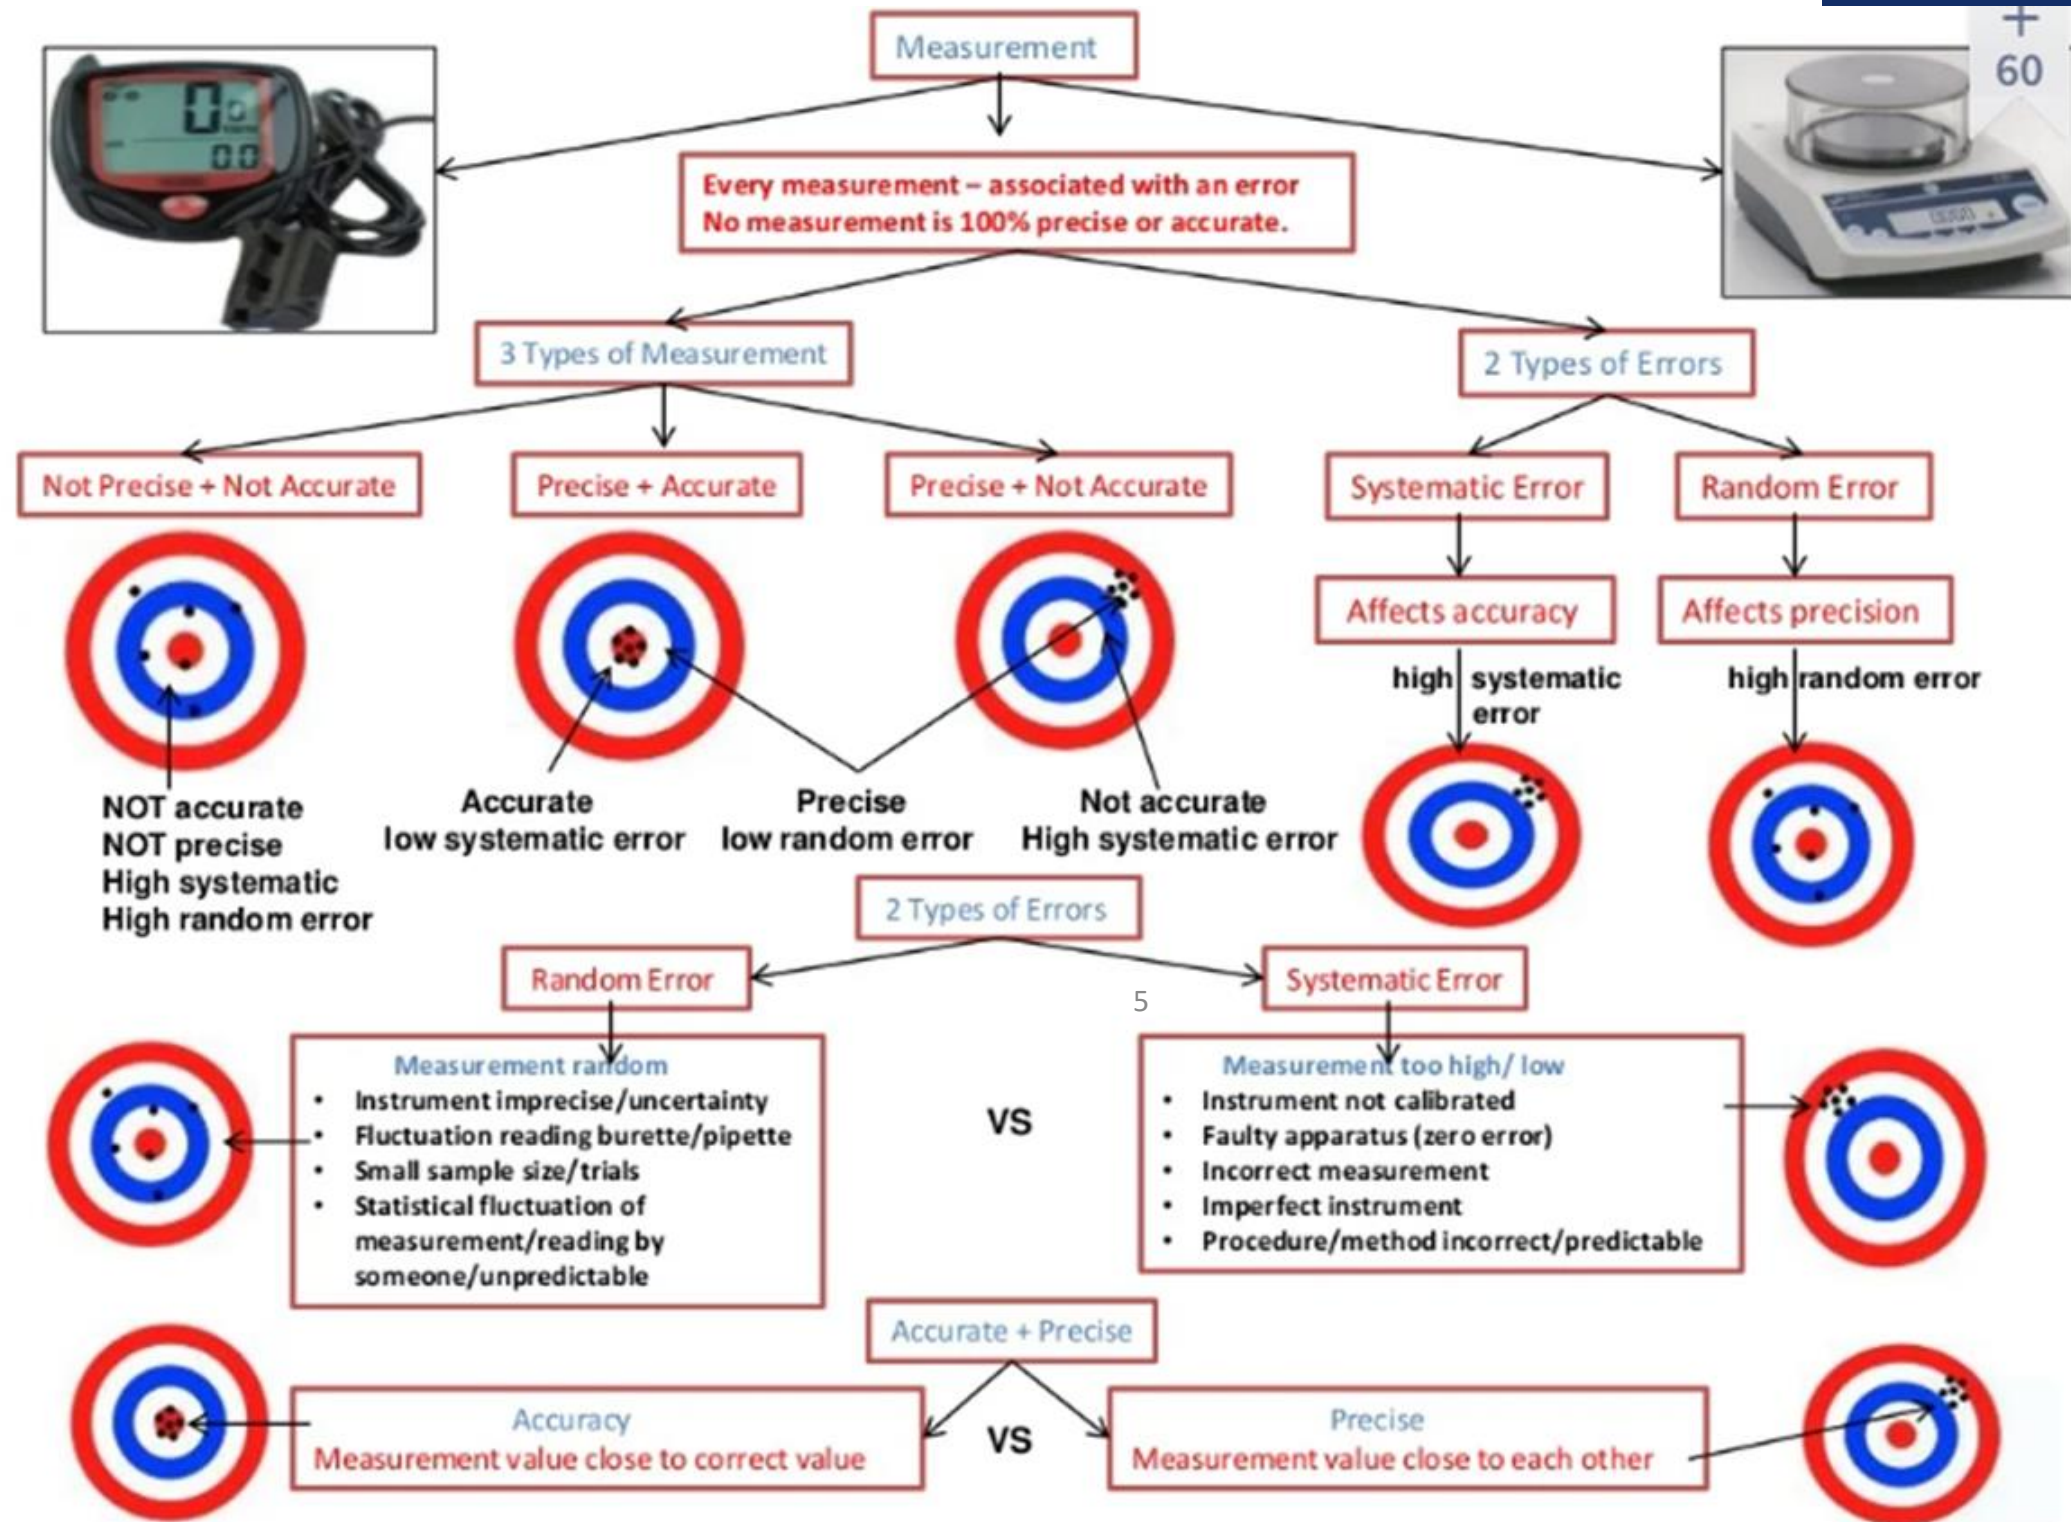 Measurement
+
60
Every measurement – associated with an error
No measurement is 100% precise or accurate.
3 Types of Measurement
2 Types of Errors
Not Precise + Not Accurate
Precise + Accurate
Precise + Not Accurate
Systematic Error
Random Error
Affects accuracy
Affects precision
high systematic
error
high random error
NOT accurate
NOT precise
High systematic
High random error
Accurate
low systematic error
Precise
low random error
Not accurate
High systematic error
2 Types of Errors
Random Error
Systematic Error
5
Measurement random
• Instrument imprecise/uncertainty
• Fluctuation reading burette/pipette
• Small sample size/trials
• Statistical fluctuation of
measurement/reading by
someone/unpredictable
VS
Measurement too high/ low
• Instrument not calibrated
• Faulty apparatus (zero error)
• Incorrect measurement
• Imperfect instrument
• Procedure/method incorrect/predictable
Accurate + Precise
Accuracy
Measurement value close to correct value
VS
Precise
Measurement value close to each other